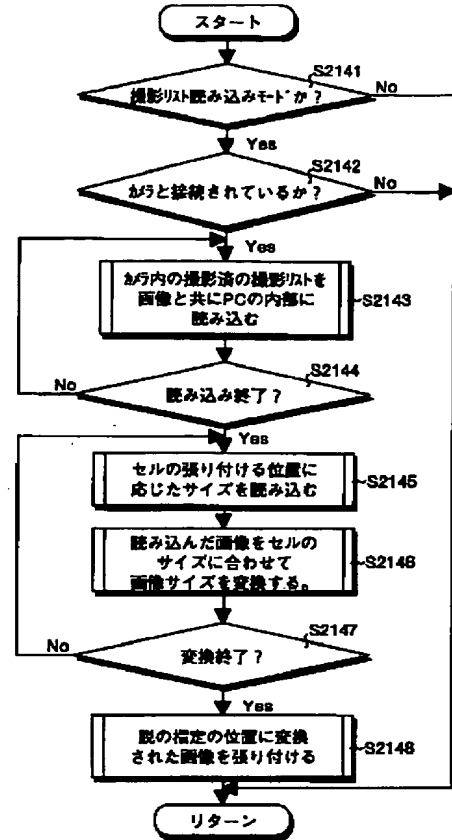 スタート
S2141
撮影リスト読み込みモードか?
No
Yes
S2142
カメラと接続されているか?
No
Yes
カメラ内の撮影済の撮影リストを
画像と共にPCの内部に
読み込む
S2143
S2144
読み込み終了?
No
Yes
セルの張り付ける位置に
応じたサイズを読み込む
S2145
読み込んだ画像をセルの
サイズに合わせて
画像サイズを変換する。
S2146
S2147
変換終了?
No
Yes
説の指定の位置に変換
された画像を張り付ける
S2148
リターン